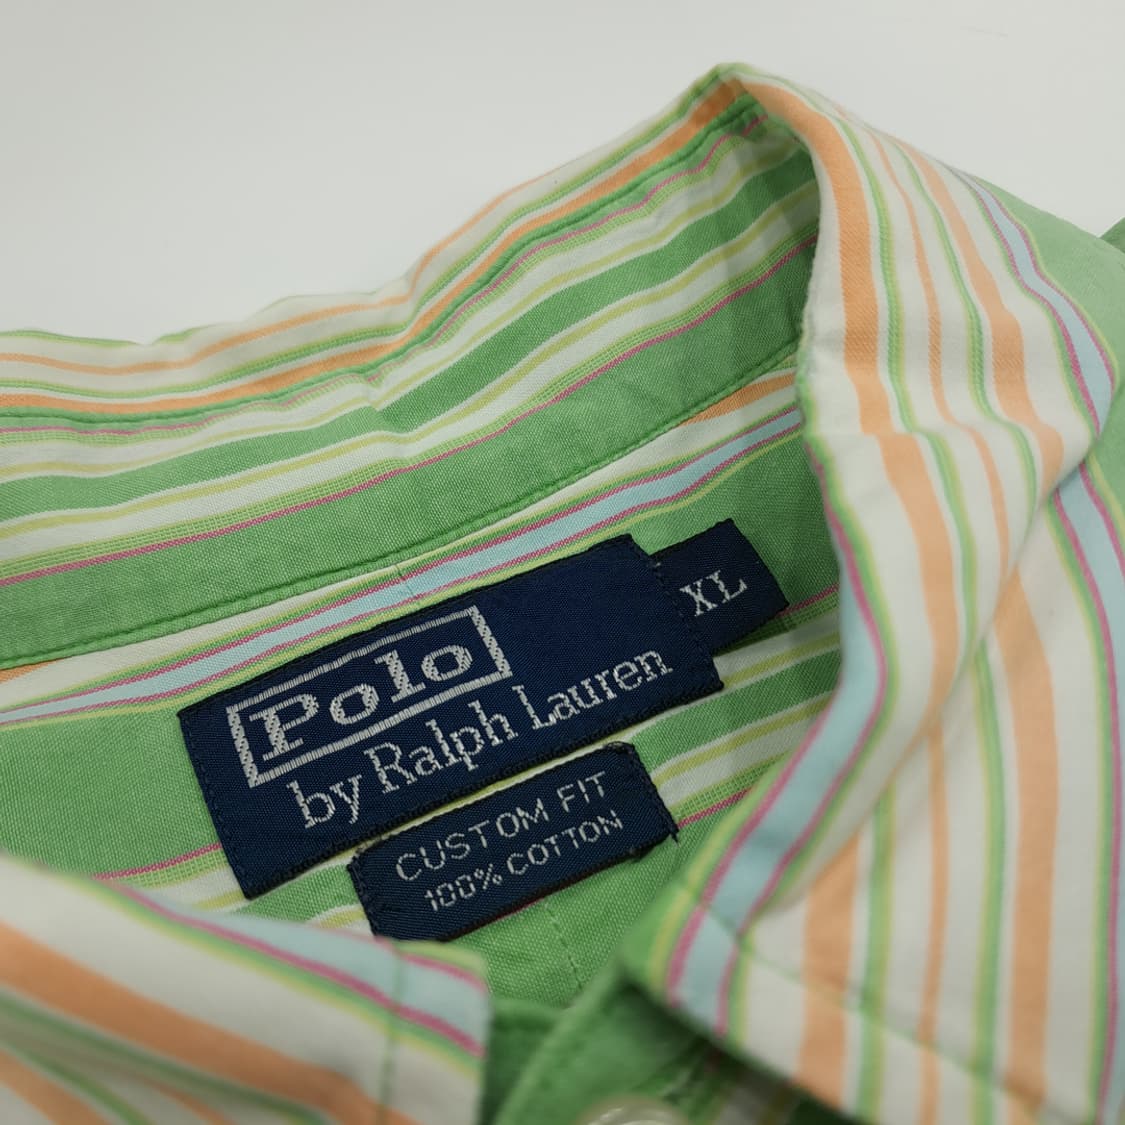 Polo
by Ralph Lauren
XL
CUSTOM FIT
100% COTTON